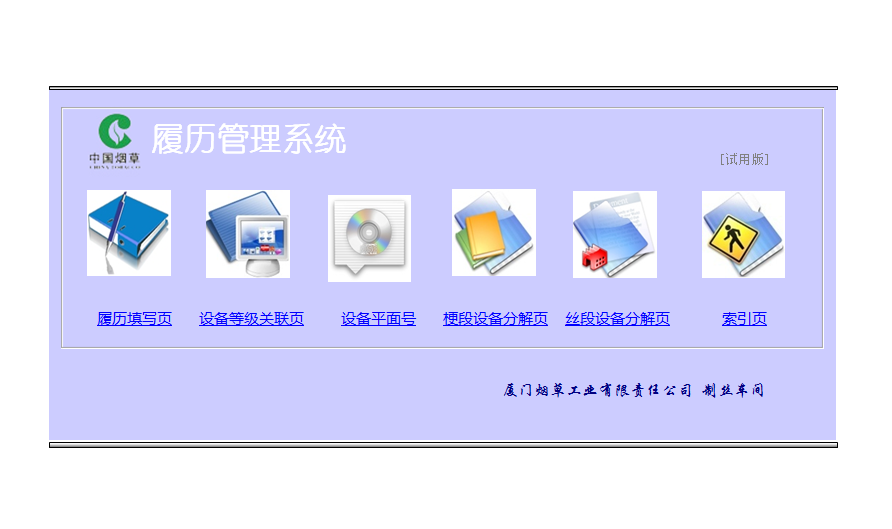 履历管理系统
中国烟草
CHINA TOBACCO
[试用版]
履历填写页
设备等级关联页
设备平面号
梗段设备分解页
丝段设备分解页
索引页
厦门烟草工业有限责任公司 制丝车间